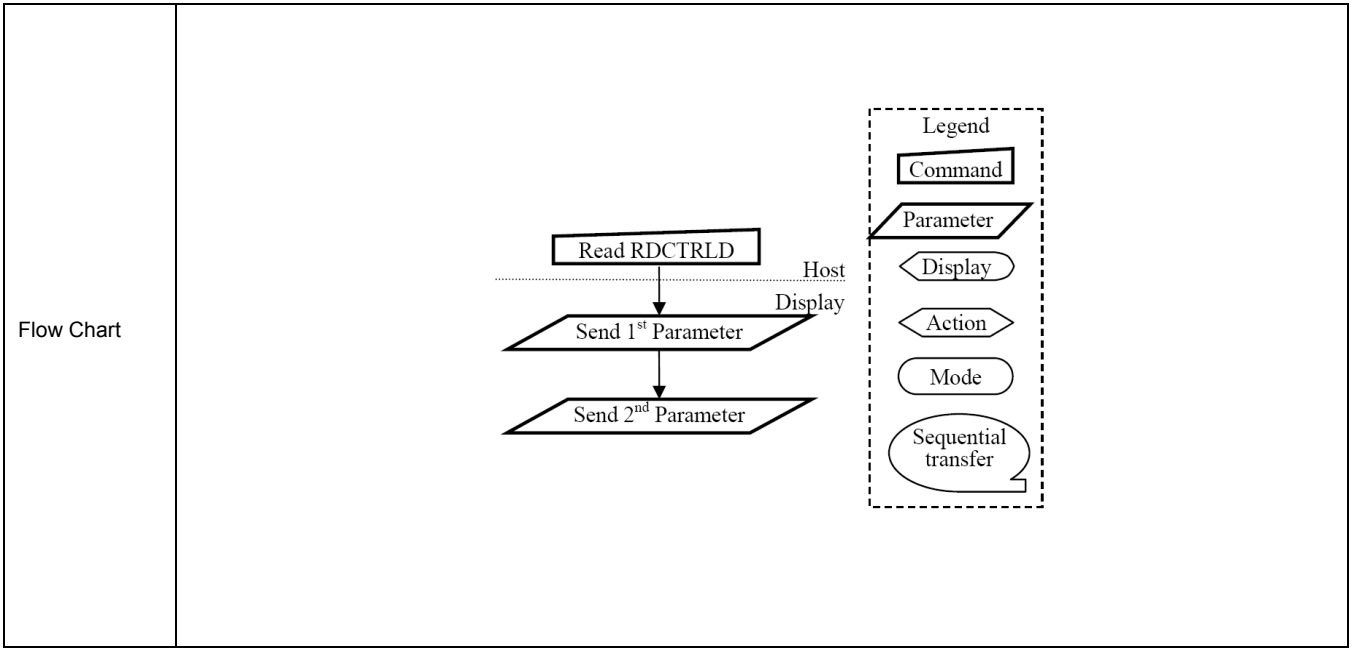 Flow Chart
Read RDCTRLD
Host
Display
Send 1st Parameter
Send 2nd Parameter
Legend
Command
Parameter
Display
Action
Mode
Sequential
transfer